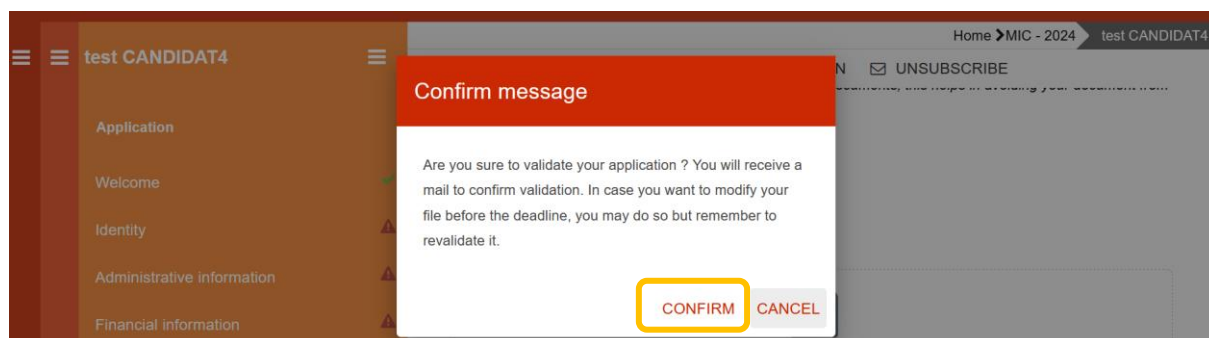 Home MIC - 2024 test CANDIDAT4
test CANDIDAT4
N UNSUBSCRIBE
Confirm message
Application
Are you sure to validate your application ? You will receive a
mail to confirm validation. In case you want to modify your
file before the deadline, you may do so but remember to
revalidate it.
Welcome
Identity
Administrative information
Financial information
CONFIRM CANCEL